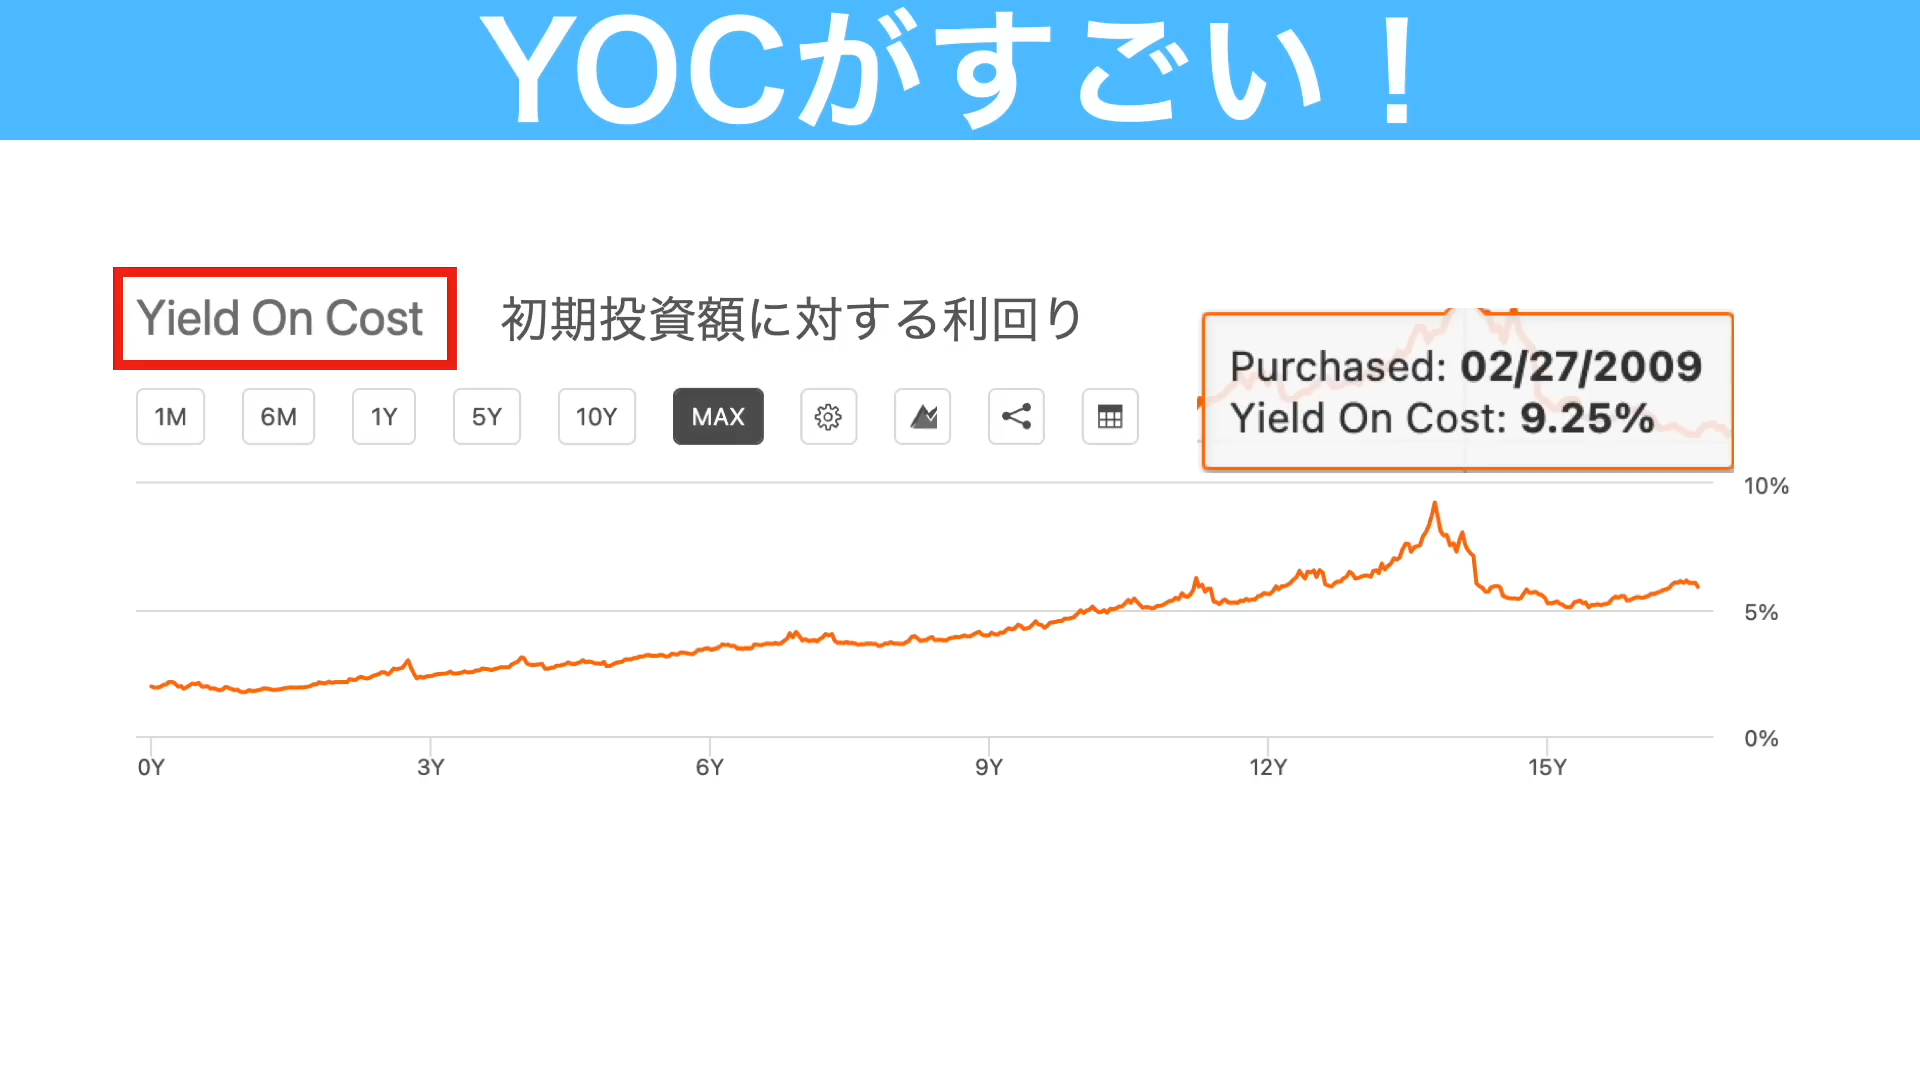 YOCがすごい！
Yield On Cost
初期投資額に対する利回り
Purchased: 02/27/2009
Yield On Cost: 9.25%
1M 6M 1Y 5Y 10Y MAX
10%
5%
0%
0Y 3Y 6Y 9Y 12Y 15Y